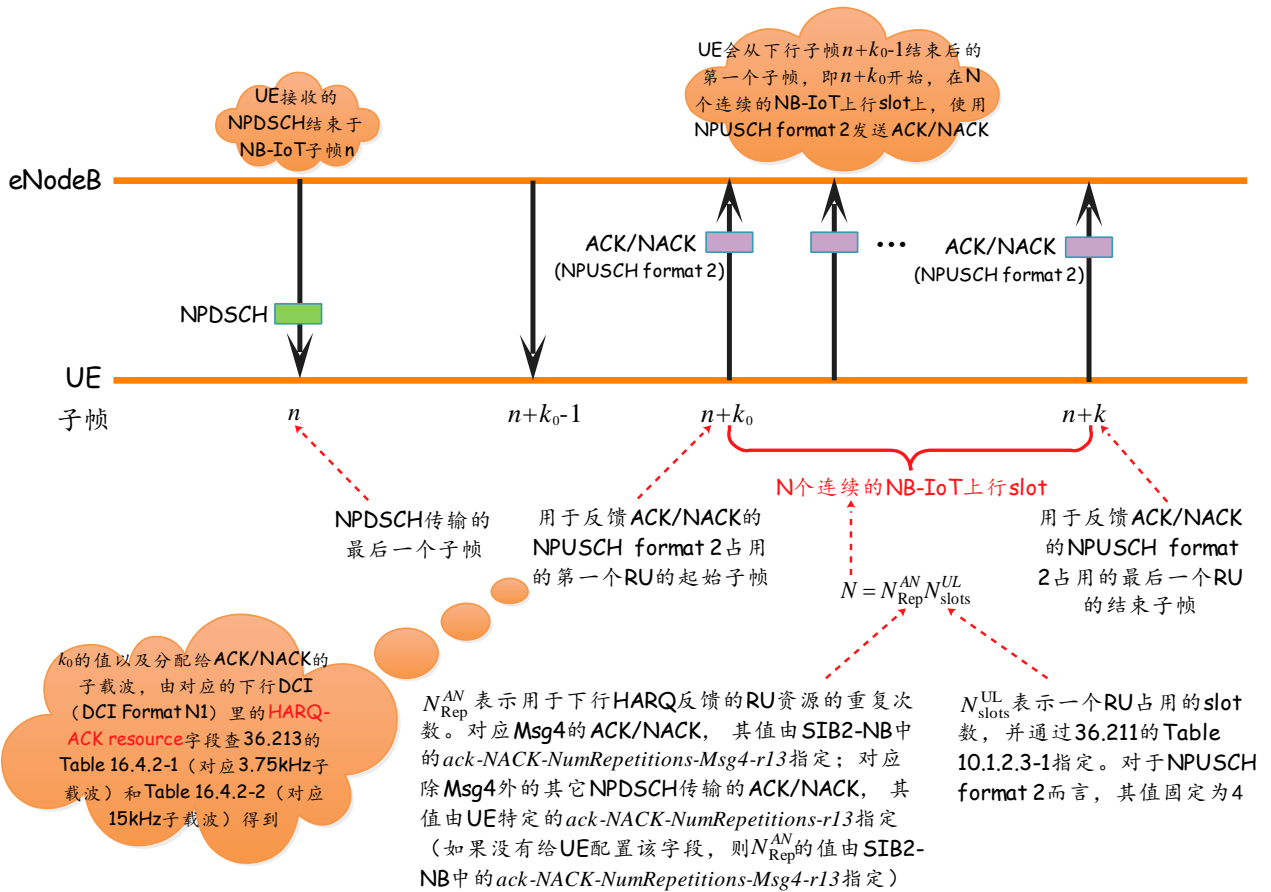 UE会从下行子帧n+k₀-1结束后的
第一个子帧，即n+k₀开始，在N
个连续的NB-IoT上行slot上，使用
NPUSCH format 2发送ACK/NACK
UE接收的
NPDSCH结束于
NB-IoT子帧n
eNodeB
ACK/NACK
(NPUSCH format 2)
...
ACK/NACK
(NPUSCH format 2)
NPDSCH
UE
子帧
n
n+k₀-1
n+k₀
n+k
N个连续的NB-IoT上行slot
NPDSCH传输的
最后一个子帧
用于反馈ACK/NACK的
NPUSCH format 2占用
的第一个RU的起始子帧
用于反馈ACK/NACK
的NPUSCH format
2占用的最后一个RU
的结束子帧
N = N_Rep^AN N_slots^UL
k₀的值以及分配给ACK/NACK的
子载波，由对应的下行DCI
（DCI Format N1）里的HARQ-
ACK resource字段查36.213的
Table 16.4.2-1（对应3.75kHz子
载波）和Table 16.4.2-2（对应
15kHz子载波）得到
N_Rep^AN 表示用于下行HARQ反馈的RU资源的重复次
数。对应Msg4的ACK/NACK，其值由SIB2-NB中
的ack-NACK-NumRepetitions-Msg4-r13指定；对应
除Msg4外的其它NPDSCH传输的ACK/NACK，其
值由UE特定的ack-NACK-NumRepetitions-r13指定
（如果没有给UE配置该字段，则N_Rep^AN的值由SIB2-
NB中的ack-NACK-NumRepetitions-Msg4-r13指定）
N_slots^UL表示一个RU占用的slot
数，并通过36.211的Table
10.1.2.3-1指定。对于NPUSCH
format 2而言，其值固定为4